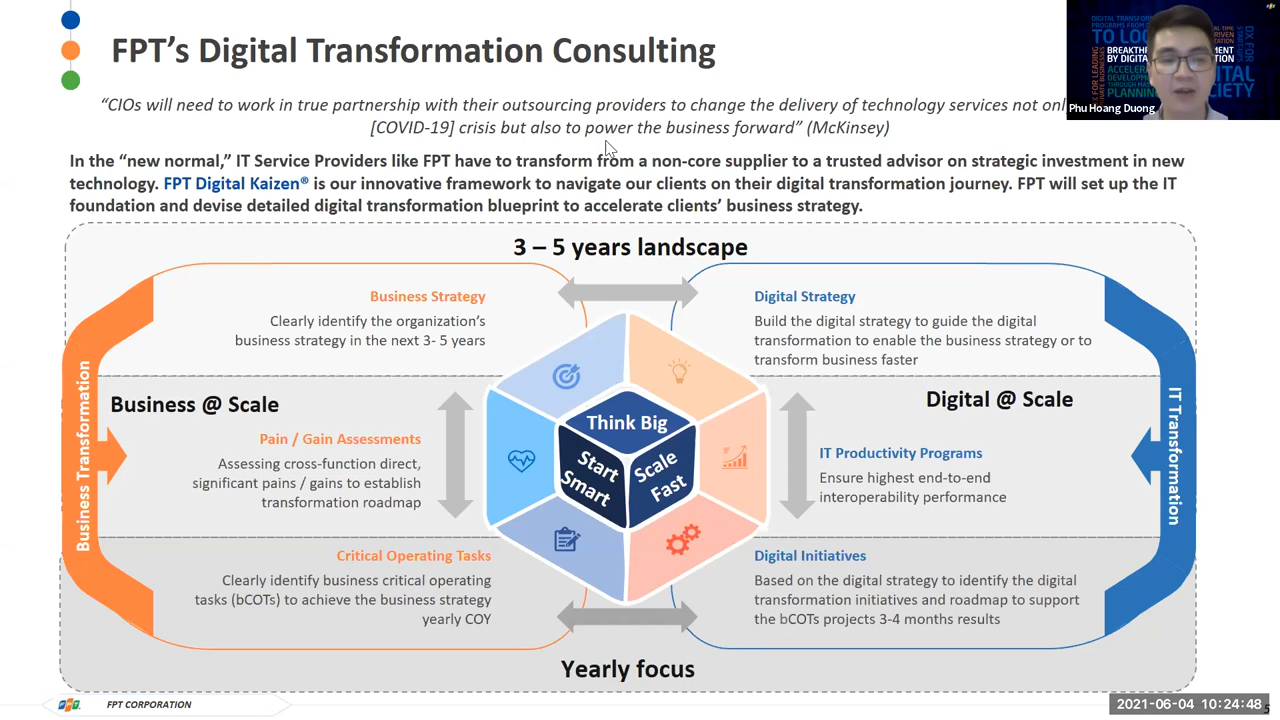 FPT's Digital Transformation Consulting
"CIOs will need to work in true partnership with their outsourcing providers to change the delivery of technology services not onl
[COVID-19] crisis but also to power the business forward" (McKinsey)
In the "new normal," IT Service Providers like FPT have to transform from a non-core supplier to a trusted advisor on strategic investment in new
technology. FPT Digital Kaizen® is our innovative framework to navigate our clients on their digital transformation journey. FPT will set up the IT
foundation and devise detailed digital transformation blueprint to accelerate clients' business strategy.
TO LO
BREAKTH
BY DIGITA
PLANNING
DX FOR
Phu Hoang Duong
3 – 5 years landscape
Business Transformation
Business Strategy
Clearly identify the organization's
business strategy in the next 3- 5 years
Business @ Scale
Pain / Gain Assessments
Assessing cross-function direct,
significant pains / gains to establish
transformation roadmap
Critical Operating Tasks
Clearly identify business critical operating
tasks (bCOTs) to achieve the business strategy
yearly COY
Think Big
Start
Smart
Scale
Fast
Digital Strategy
Build the digital strategy to guide the digital
transformation to enable the business strategy or to
transform business faster
Digital @ Scale
IT Productivity Programs
Ensure highest end-to-end
interoperability performance
Digital Initiatives
Based on the digital strategy to identify the digital
transformation initiatives and roadmap to support
the bCOTs projects 3-4 months results
IT Transformation
Yearly focus
FPT
FPT CORPORATION
2021-06-04 10:24:48
5